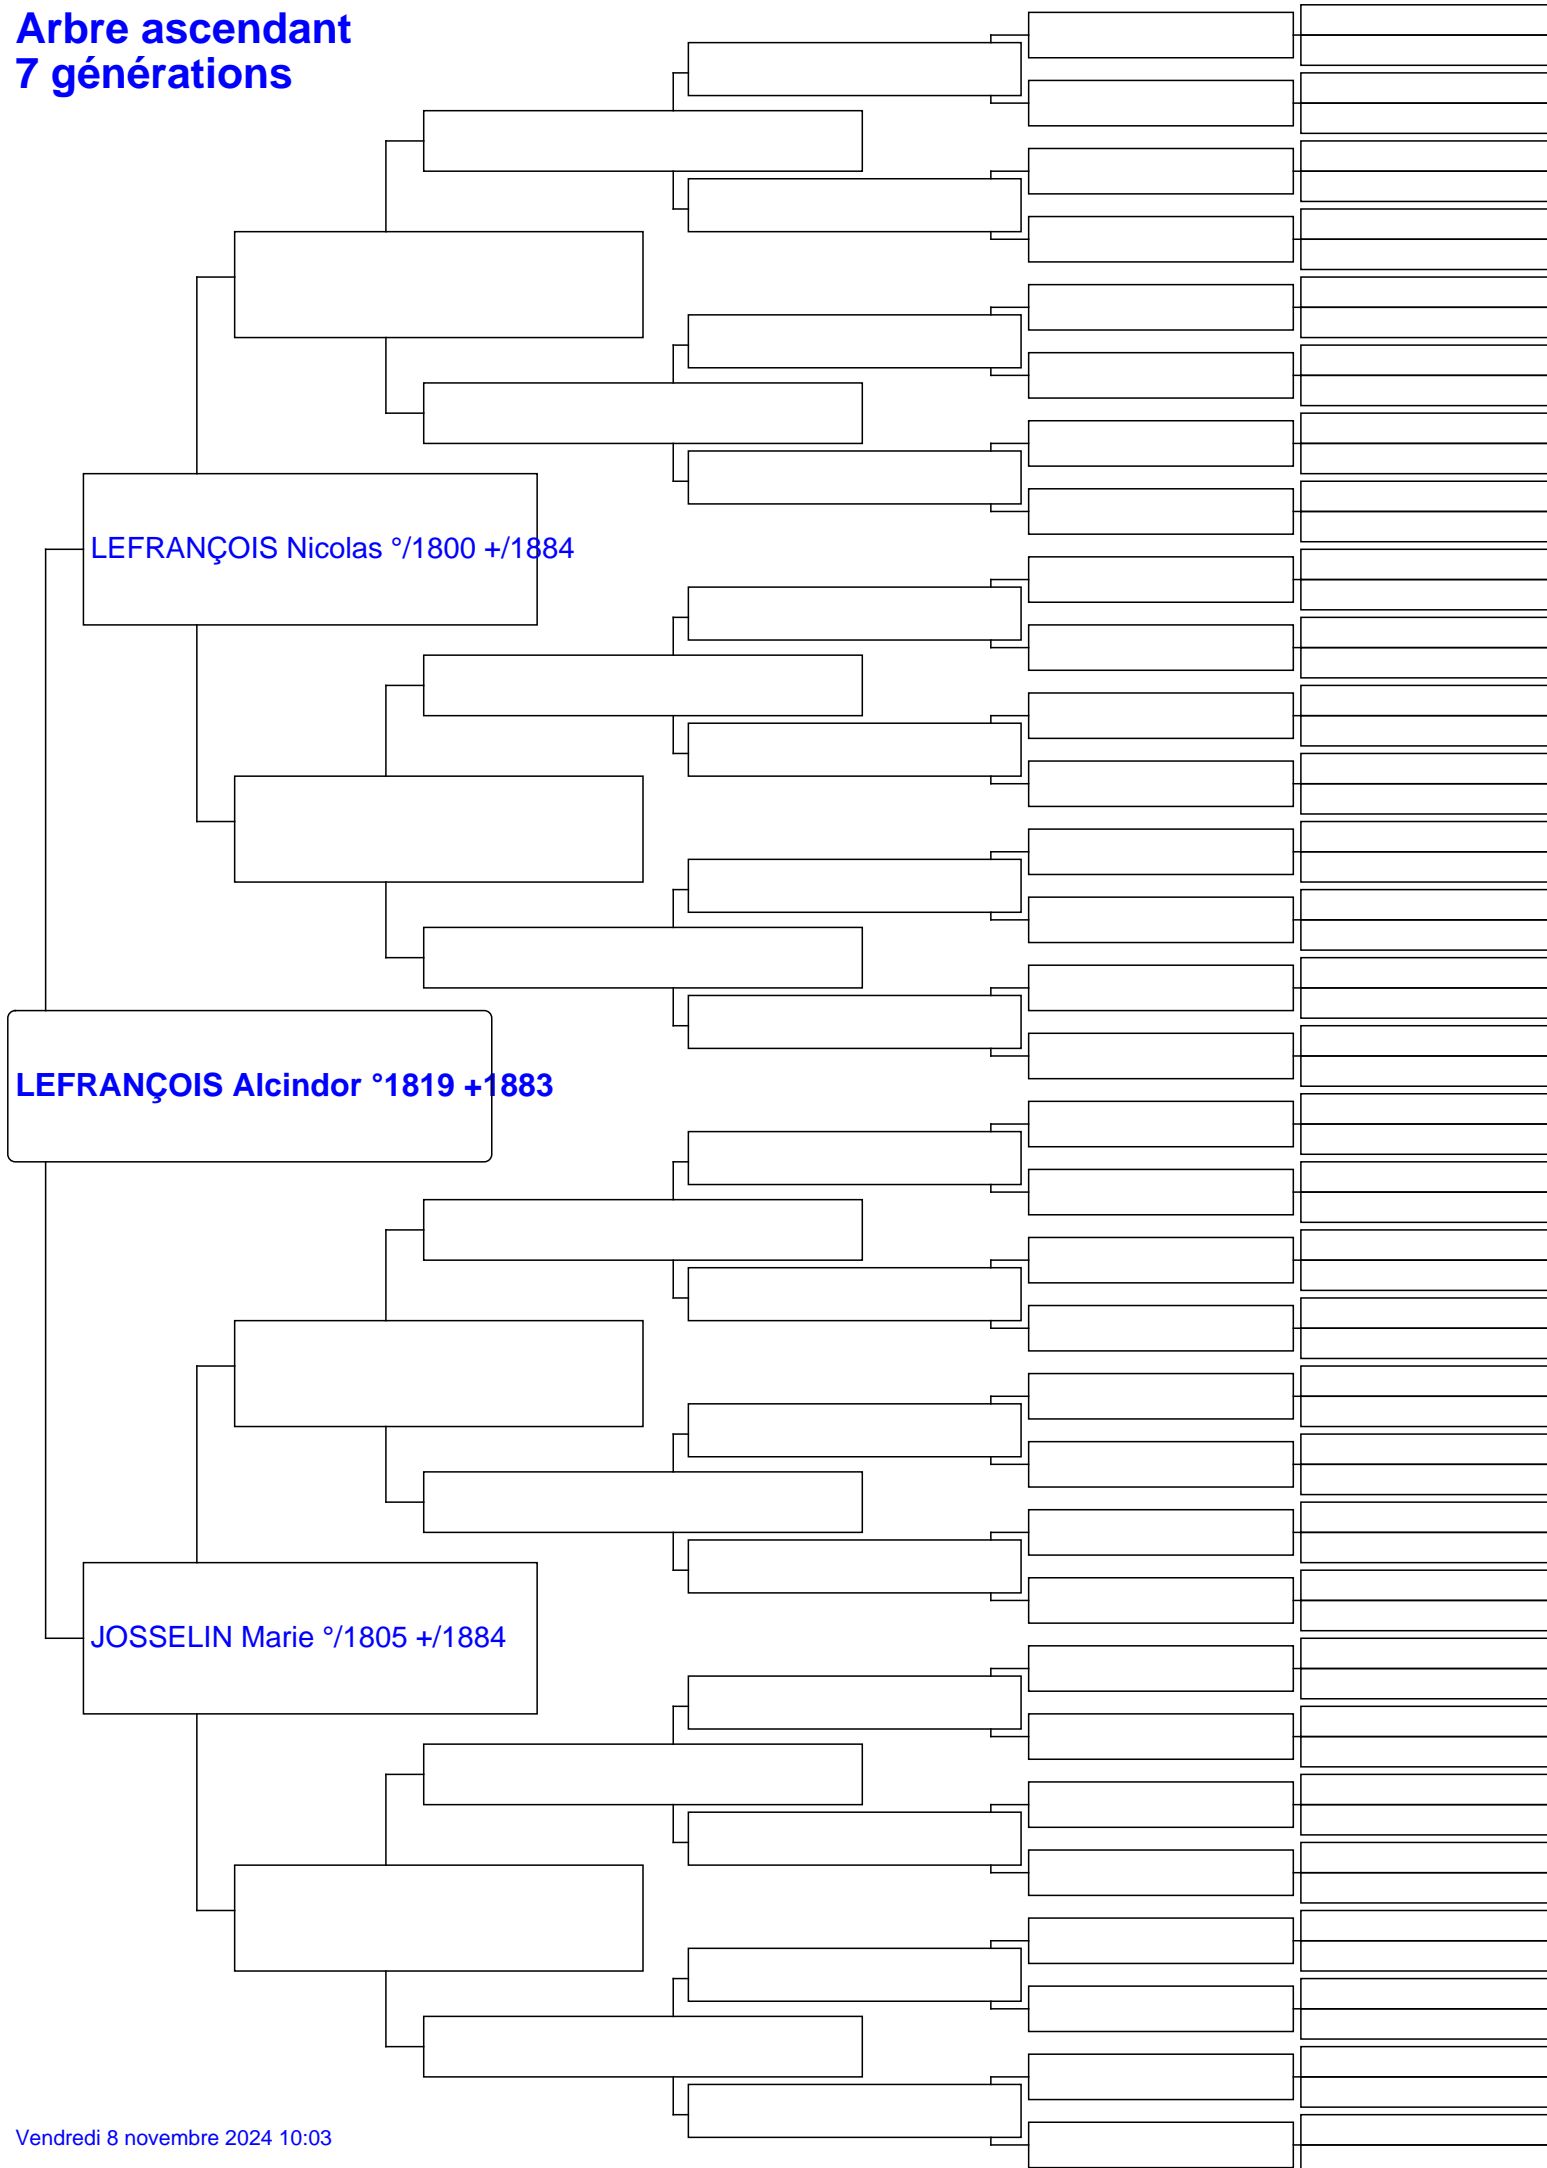 Arbre ascendant
7 générations
LEFRANÇOIS Nicolas °/1800 +/1884
LEFRANÇOIS Alcindor °1819 +1883
JOSSELIN Marie °/1805 +/1884
Vendredi 8 novembre 2024 10:03